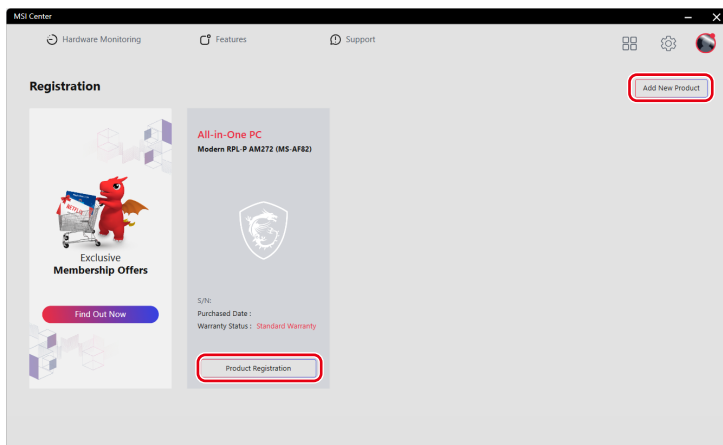 MSI Center
Hardware Monitoring
Features
Support
Registration
Add New Product
NETFLIX
Exclusive
Membership Offers
Find Out Now
All-in-One PC
Modern RPL-P AM272 (MS-AF82)
S/N:
Purchased Date :
Warranty Status : Standard Warranty
Product Registration